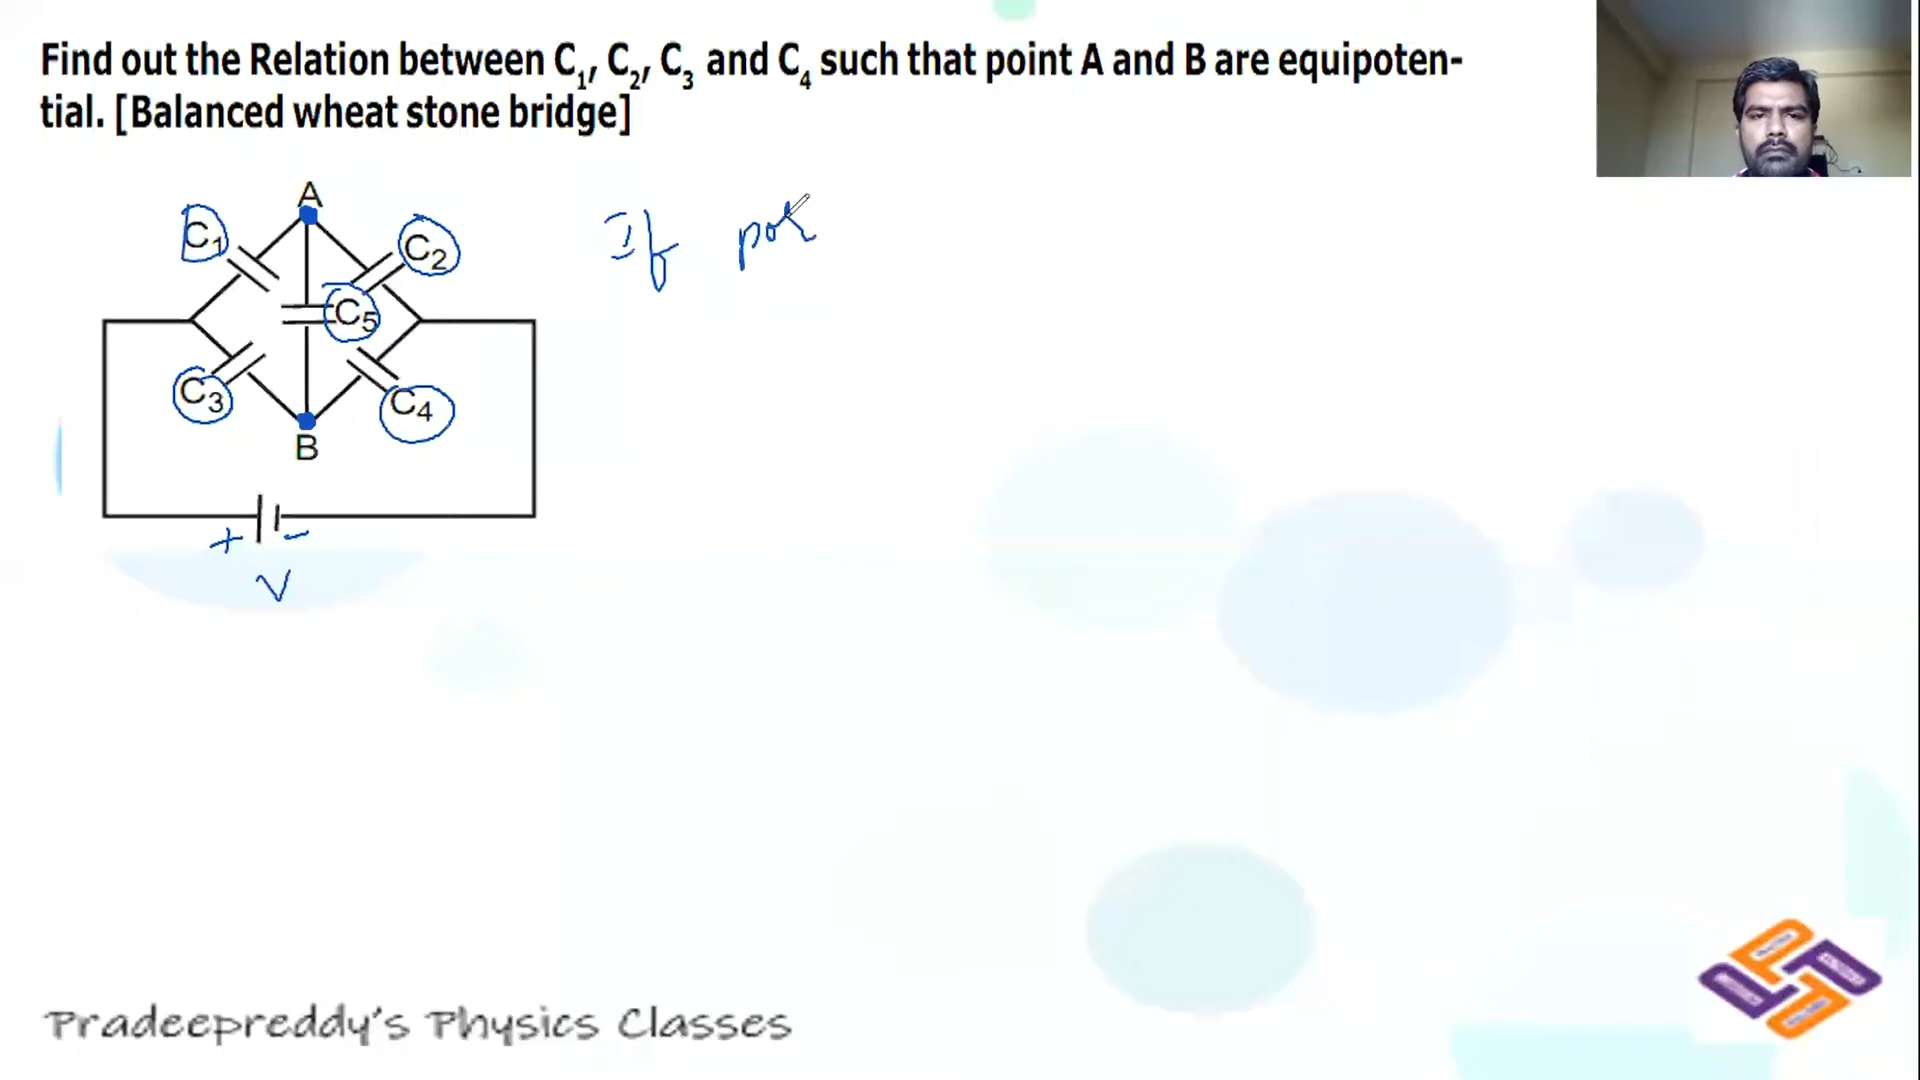 Find out the Relation between C₁, C₂, C₃ and C₄ such that point A and B are equipoten-
tial. [Balanced wheat stone bridge]
A
C₁
C₂
C₅
C₃
C₄
B
+ -
V
If pot
Pradeepreddy's Physics Classes